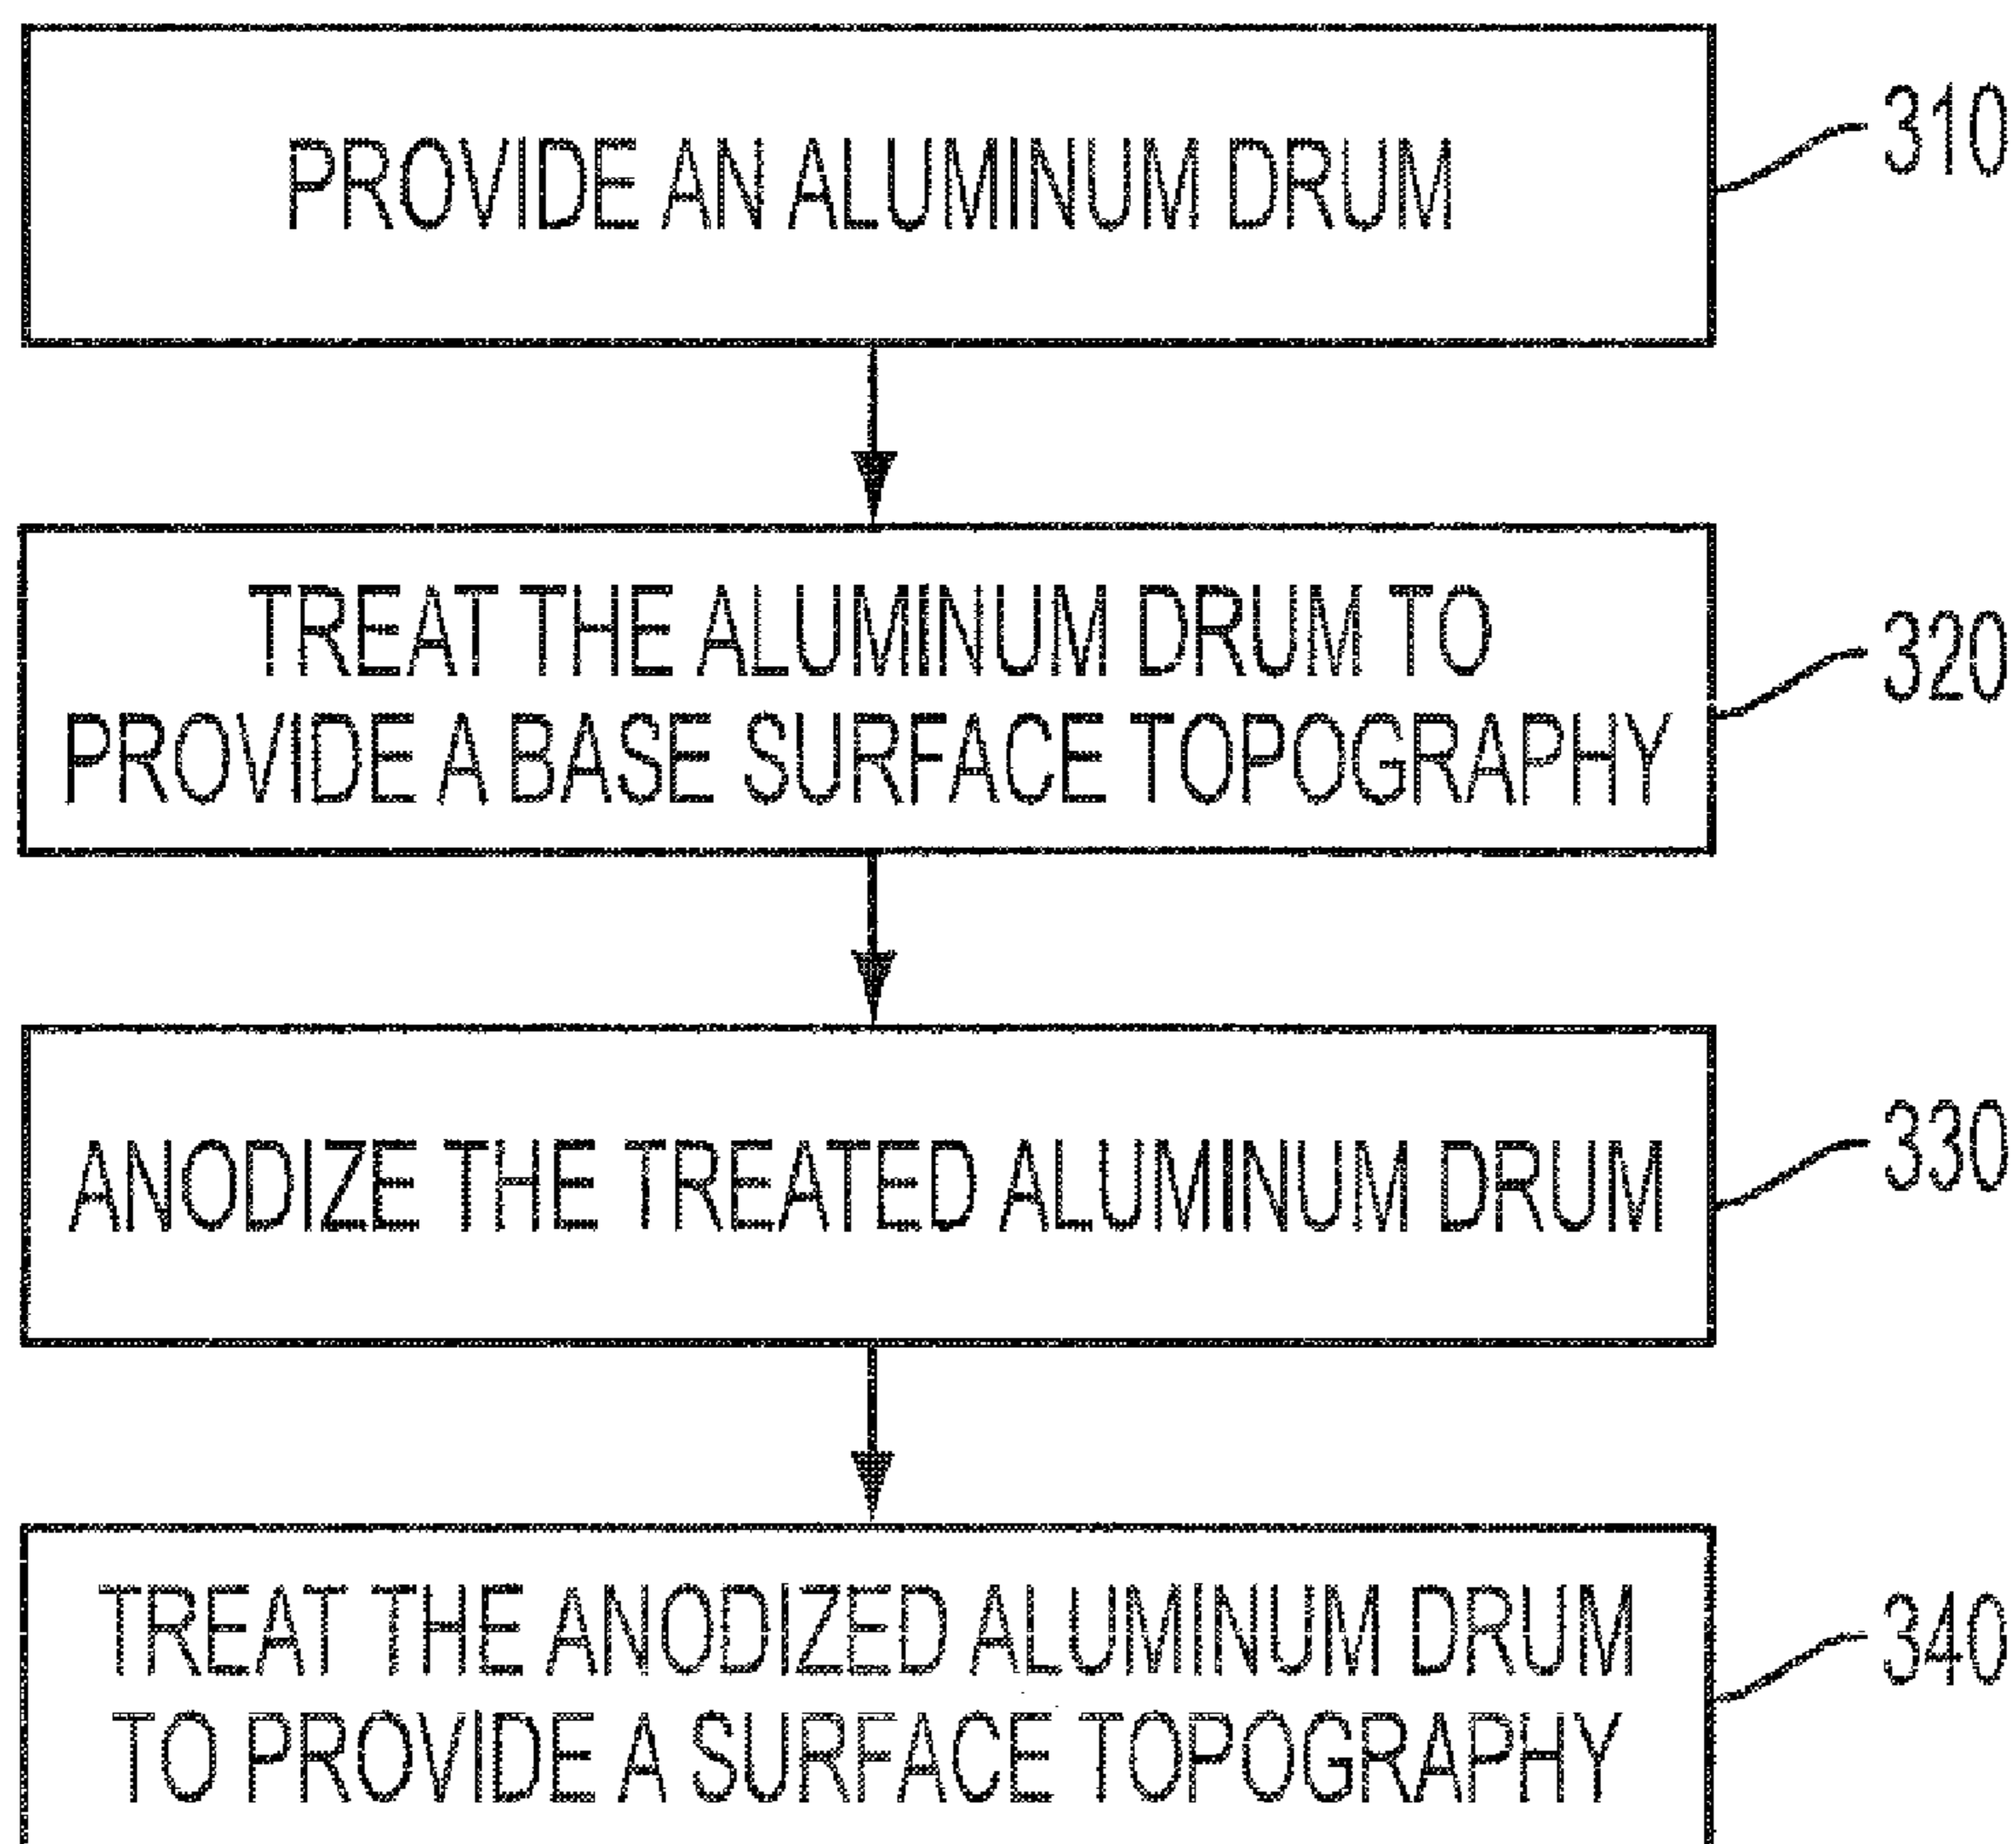 PROVIDE AN ALUMINUM DRUM
310
TREAT THE ALUMINUM DRUM TO
PROVIDE A BASE SURFACE TOPOGRAPHY
320
ANODIZE THE TREATED ALUMINUM DRUM
330
TREAT THE ANODIZED ALUMINUM DRUM
TO PROVIDE A SURFACE TOPOGRAPHY
340